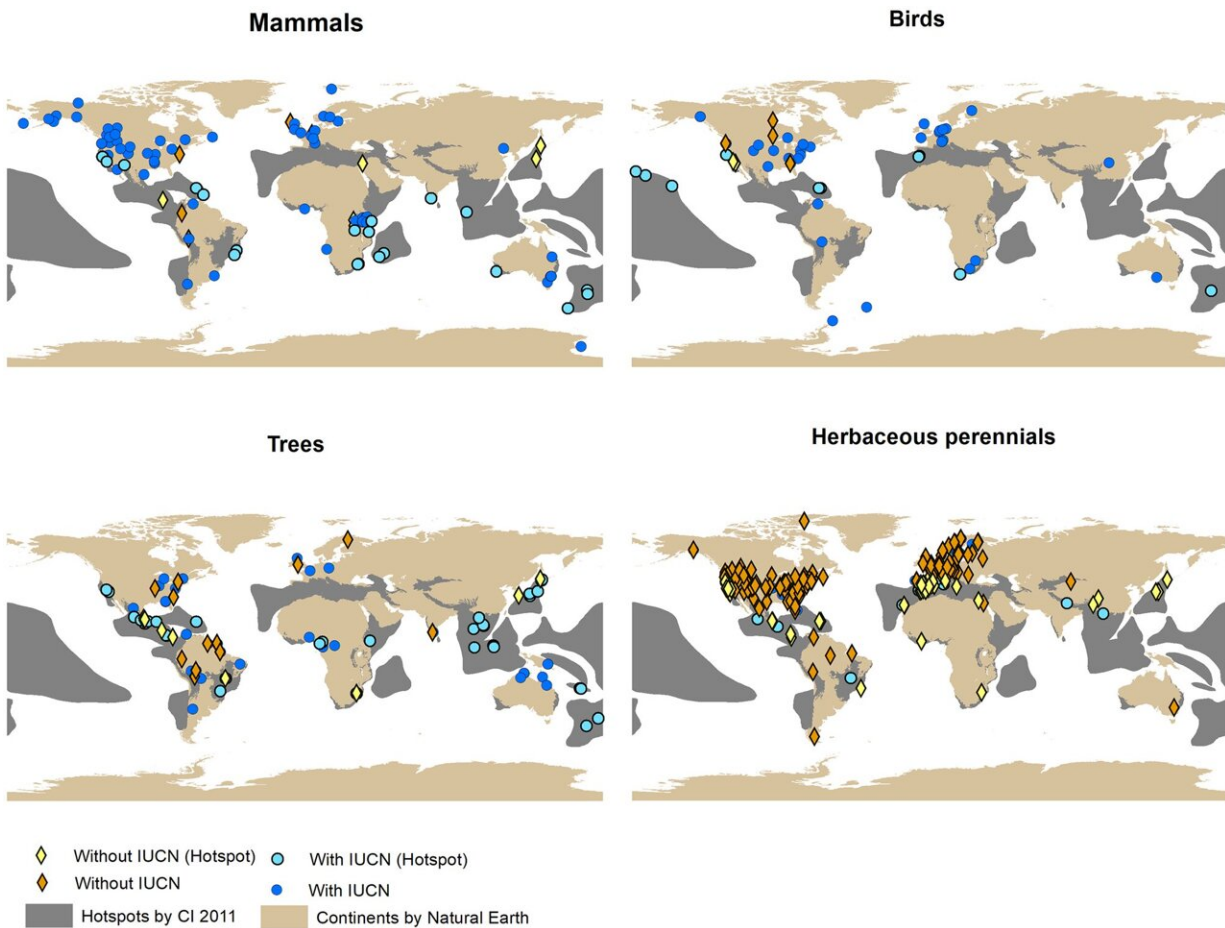 Mammals
Birds
Trees
Herbaceous perennials
Without IUCN (Hotspot)
With IUCN (Hotspot)
Without IUCN
With IUCN
Hotspots by CI 2011
Continents by Natural Earth